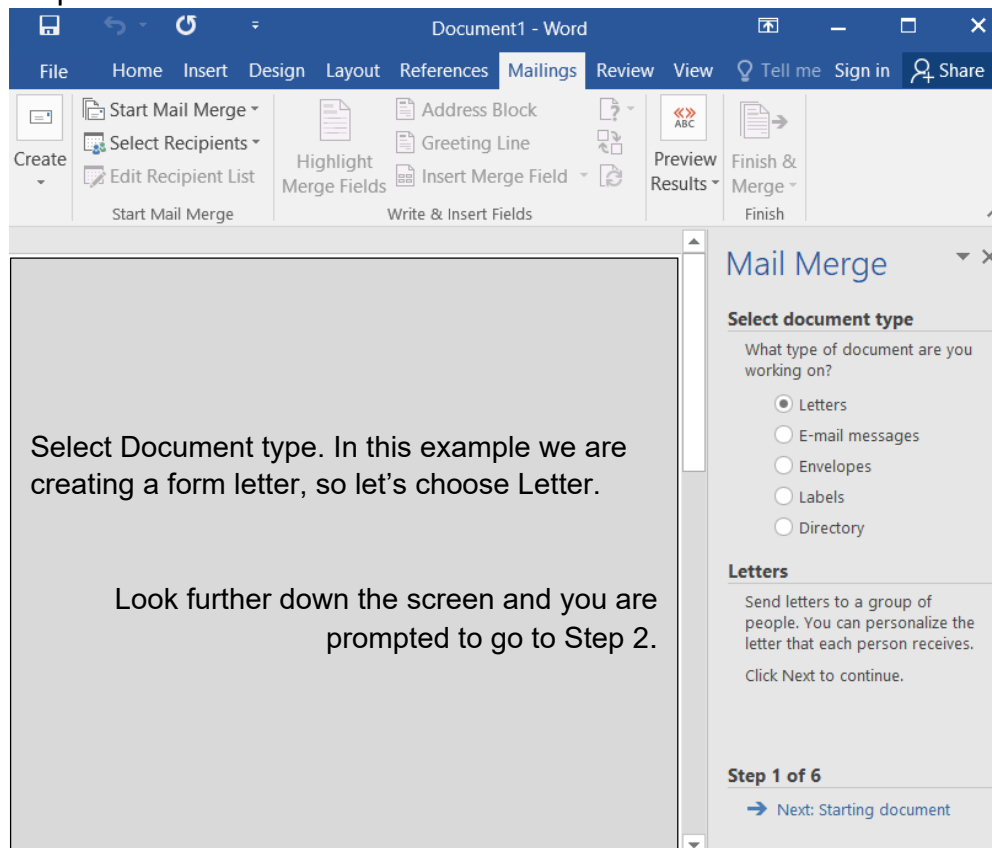 Document1 - Word
File Home Insert Design Layout References Mailings Review View Tell me Sign in Share
Create
Start Mail Merge
Select Recipients
Edit Recipient List
Start Mail Merge
Highlight
Merge Fields
Address Block
Greeting Line
Insert Merge Field
Write & Insert Fields
ABC
Preview
Results
Finish &
Merge
Finish
Mail Merge
Select document type
What type of document are you
working on?
Letters
E-mail messages
Envelopes
Labels
Directory
Letters
Send letters to a group of
people. You can personalize the
letter that each person receives.
Click Next to continue.
Step 1 of 6
Next: Starting document
Select Document type. In this example we are
creating a form letter, so let's choose Letter.
Look further down the screen and you are
prompted to go to Step 2.